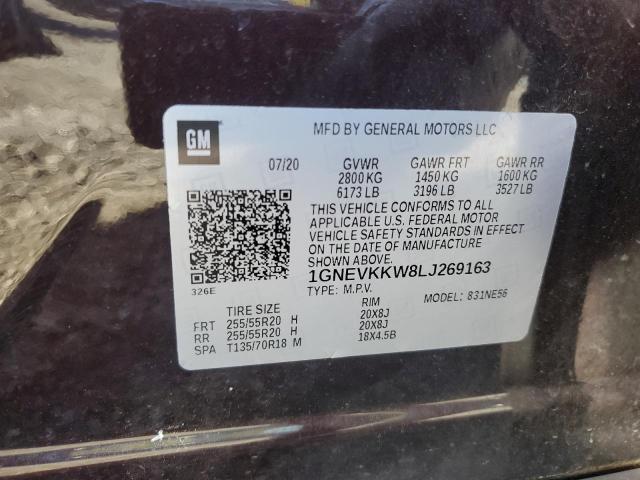 GM
MFD BY GENERAL MOTORS LLC
07/20 GVWR GAWR FRT GAWR RR
2800 KG 1450 KG 1600 KG
6173 LB 3196 LB 3527 LB
THIS VEHICLE CONFORMS TO ALL
APPLICABLE U.S. FEDERAL MOTOR
VEHICLE SAFETY STANDARDS IN EFFECT
ON THE DATE OF MANUFACTURE
SHOWN ABOVE.
326E
1GNEVKKW8LJ269163
TYPE: M.P.V. MODEL: 831NE56
TIRE SIZE RIM
FRT 255/55R20 H 20X8J
RR 255/55R20 H 20X8J
SPA T135/70R18 M 18X4.5B